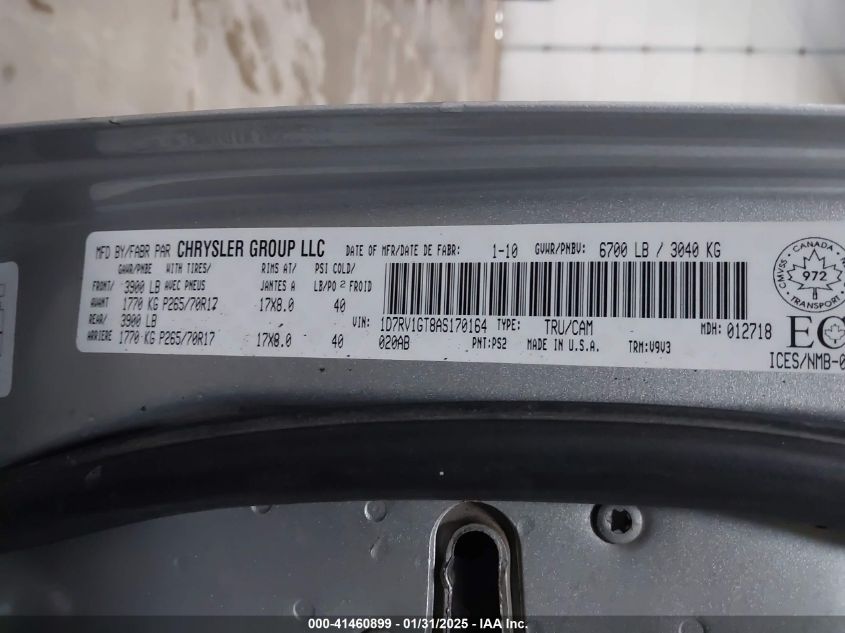 MFD BY/FABR PAR CHRYSLER GROUP LLC DATE OF MFR/DATE DE FABR: 1-10 GVWR/PNBV: 6700 LB / 3040 KG
GAWR/PNBE WITH TIRES/ RIMS AT/ PSI COLD/
FRONT/ 3900 LB AVEC PNEUS JANTES A LB/PO² FROID
AVANT 1770 KG P265/70R17 17X8.0 40
REAR/ 3900 LB
ARRIERE 1770 KG P265/70R17 17X8.0 40
VIN: 1D7RV1GT8AS170164 TYPE: TRU/CAM MDH: 012718
020AB PNT:PS2 MADE IN U.S.A. TRM:V9V3
CMVSS CANADA
972
TRANSPORT
ICES/NMB-0
000-41460899 - 01/31/2025 - IAA Inc.